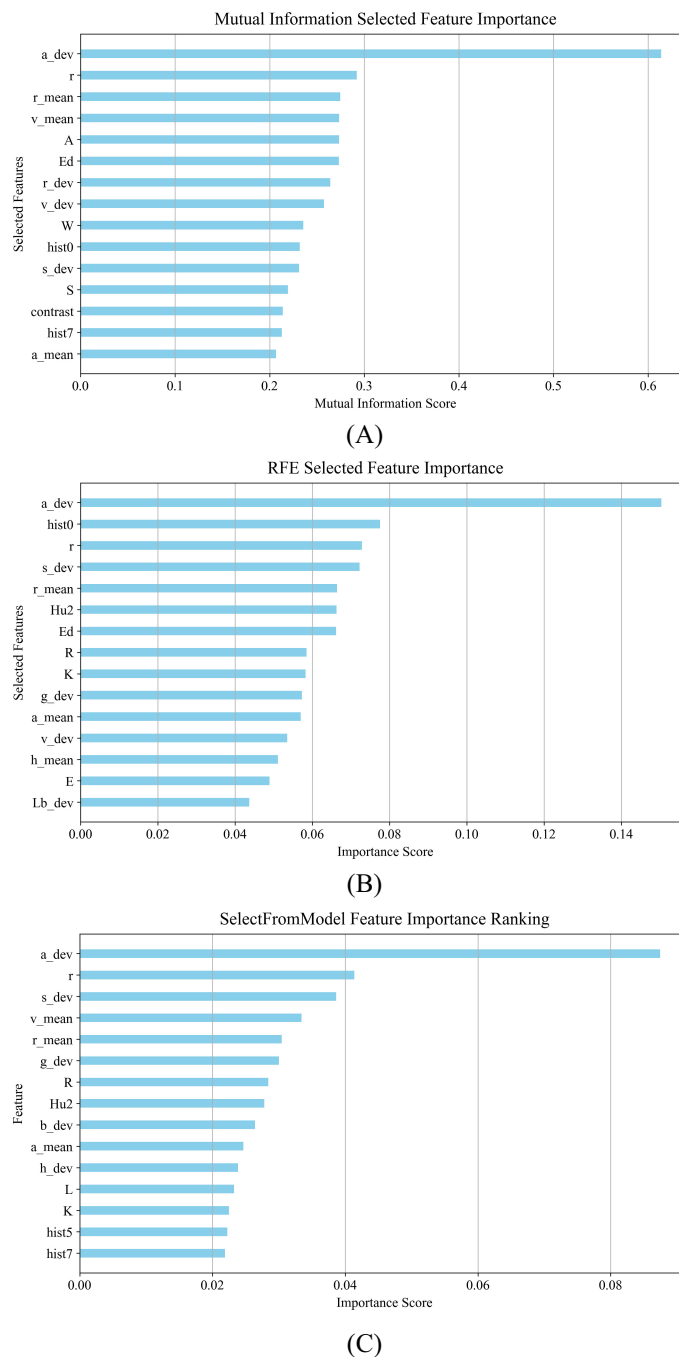 Mutual Information Selected Feature Importance
a_dev
r
r_mean
v_mean
A
Ed
r_dev
v_dev
W
hist0
s_dev
S
contrast
hist7
a_mean
Selected Features
0.0 0.1 0.2 0.3 0.4 0.5 0.6
Mutual Information Score
(A)
RFE Selected Feature Importance
a_dev
hist0
r
s_dev
r_mean
Hu2
Ed
R
K
g_dev
a_mean
v_dev
h_mean
E
Lb_dev
Selected Features
0.00 0.02 0.04 0.06 0.08 0.10 0.12 0.14
Importance Score
(B)
SelectFromModel Feature Importance Ranking
a_dev
r
s_dev
v_mean
r_mean
g_dev
R
Hu2
b_dev
a_mean
h_dev
L
K
hist5
hist7
Feature
0.00 0.02 0.04 0.06 0.08
Importance Score
(C)